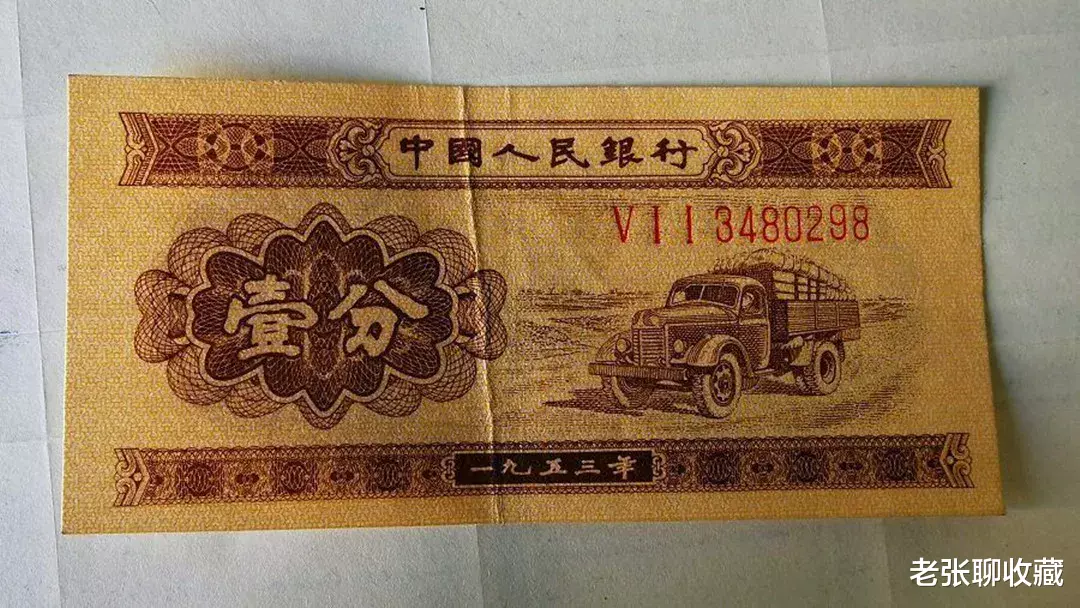 中國人民銀行
VII 3480298
壹分
一九五三年
老张聊收藏